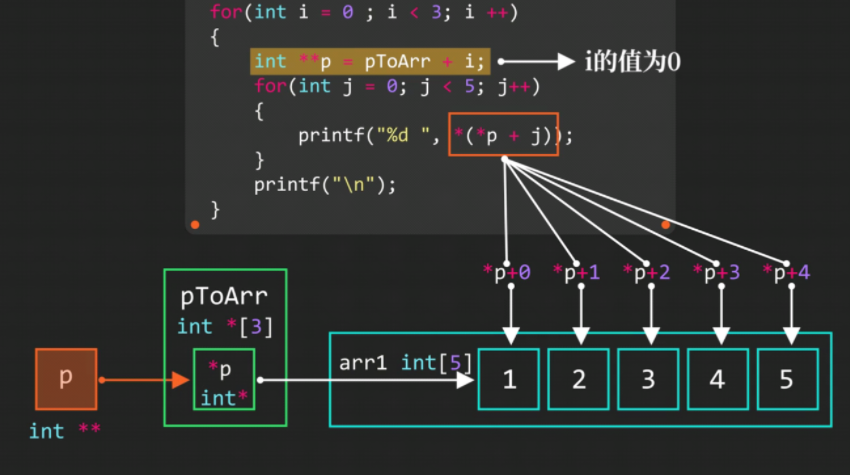 for(int i = 0 ; i < 3; i ++)
{
int **p = pToArr + i;
i的值为0
for(int j = 0; j < 5; j++)
{
printf("%d ", *(*p + j));
}
printf("\n");
}
*p+0 *p+1 *p+2 *p+3 *p+4
pToArr
int *[3]
arr1 int[5]
p
*p
int*
1 2 3 4 5
int **